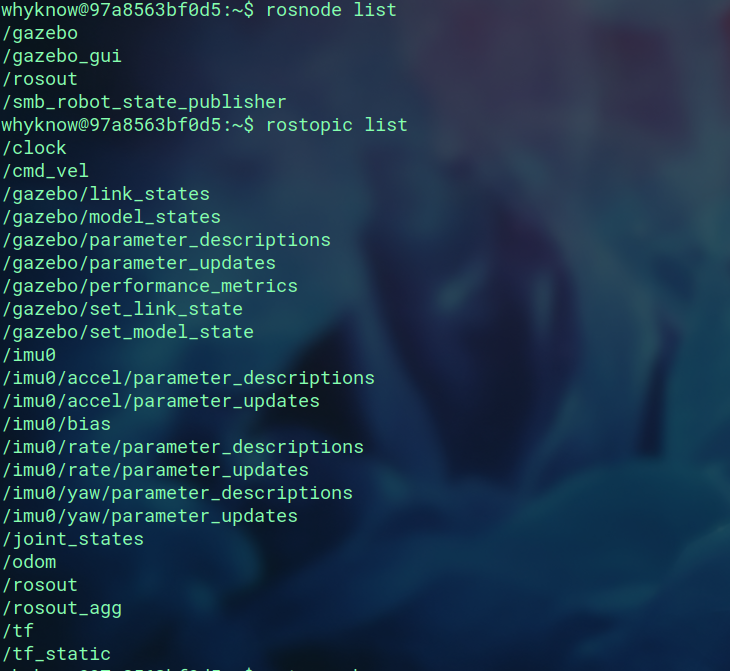 whyknow@97a8563bf0d5:~$ rosnode list
/gazebo
/gazebo_gui
/rosout
/smb_robot_state_publisher
whyknow@97a8563bf0d5:~$ rostopic list
/clock
/cmd_vel
/gazebo/link_states
/gazebo/model_states
/gazebo/parameter_descriptions
/gazebo/parameter_updates
/gazebo/performance_metrics
/gazebo/set_link_state
/gazebo/set_model_state
/imu0
/imu0/accel/parameter_descriptions
/imu0/accel/parameter_updates
/imu0/bias
/imu0/rate/parameter_descriptions
/imu0/rate/parameter_updates
/imu0/yaw/parameter_descriptions
/imu0/yaw/parameter_updates
/joint_states
/odom
/rosout
/rosout_agg
/tf
/tf_static